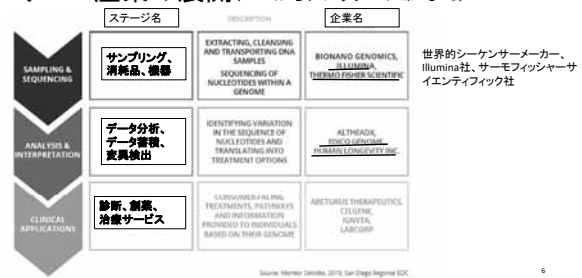 ステージ名
DESCRIPTION
企業名
SAMPLING &
SEQUENCING
サンプリング、
消耗品、機器
EXTRACTING, CLEANSING
AND TRANSPORTING DNA
SAMPLES
SEQUENCING OF
NUCLEOTIDES WITHIN A
GENOME
BIONANO GENOMICS,
ILLUMINA,
THERMO FISHER SCIENTIFIC
世界的シーケンサーメーカー、
Illumina社、サーモフィッシャーサ
イエンティフィック社
ANALYSIS &
INTERPRETATION
データ分析、
データ蓄積、
変異検出
IDENTIFYING VARIATION
IN THE SEQUENCE OF
NUCLEOTIDES AND
TRANSLATING INTO
TREATMENT OPTIONS
ALTHEADX,
EDICO GENOME,
HUMAN LONGEVITY INC.
CLINICAL
APPLICATIONS
診断、創薬、
治療サービス
CONSUMER-FACING
TREATMENTS, PATHWAYS
AND INFORMATION
PROVIDED TO INDIVIDUALS
BASED ON THEIR GENOME
ARCTURUS THERAPEUTICS,
CELGENE,
IGNYTA,
LABCORP
Source: Monitor Deloitte, 2015; San Diego Regional EDC
6